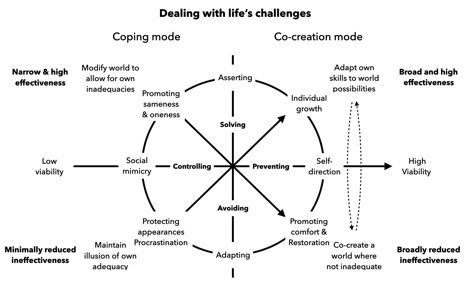 Dealing with life's challenges
Coping mode
Co-creation mode
Narrow & high
effectiveness
Modify world to
allow for own
inadequacies
Asserting
Adapt own
skills to world
possibilities
Broad and high
effectiveness
Promoting
sameness
& oneness
Individual
growth
Solving
Low
viability
Social
mimicry
Controlling
Preventing
Self-
direction
High
Viability
Avoiding
Protecting
appearances
Procrastination
Promoting
comfort &
Restoration
Minimally reduced
ineffectiveness
Maintain
illusion of own
adequacy
Adapting
Co-create a
world where
not inadequate
Broadly reduced
ineffectiveness